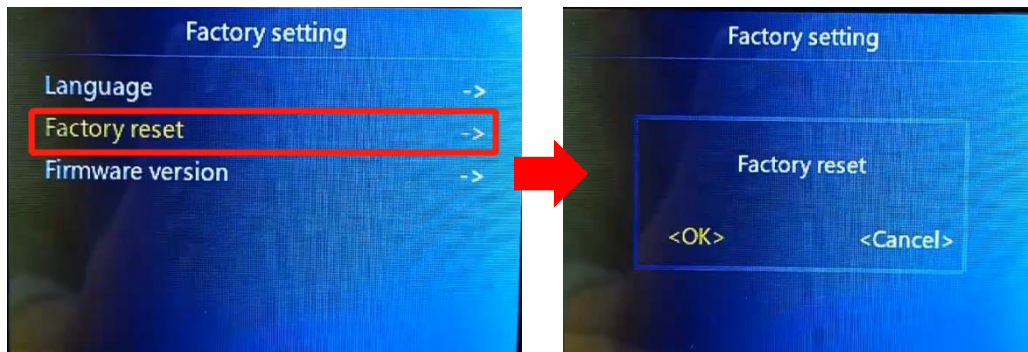 Factory setting
Language ->
Factory reset ->
Firmware version ->
Factory setting
Factory reset
<OK> <Cancel>